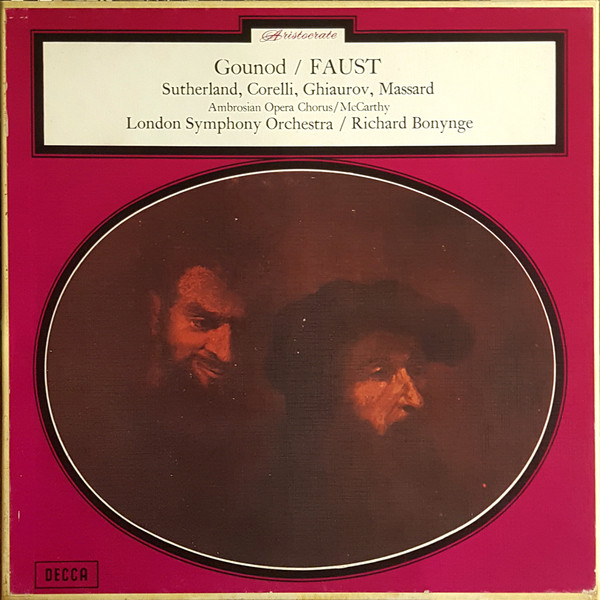 Aristocrate
Gounod / FAUST
Sutherland, Corelli, Ghiaurov, Massard
Ambrosian Opera Chorus/McCarthy
London Symphony Orchestra / Richard Bonynge
DECCA